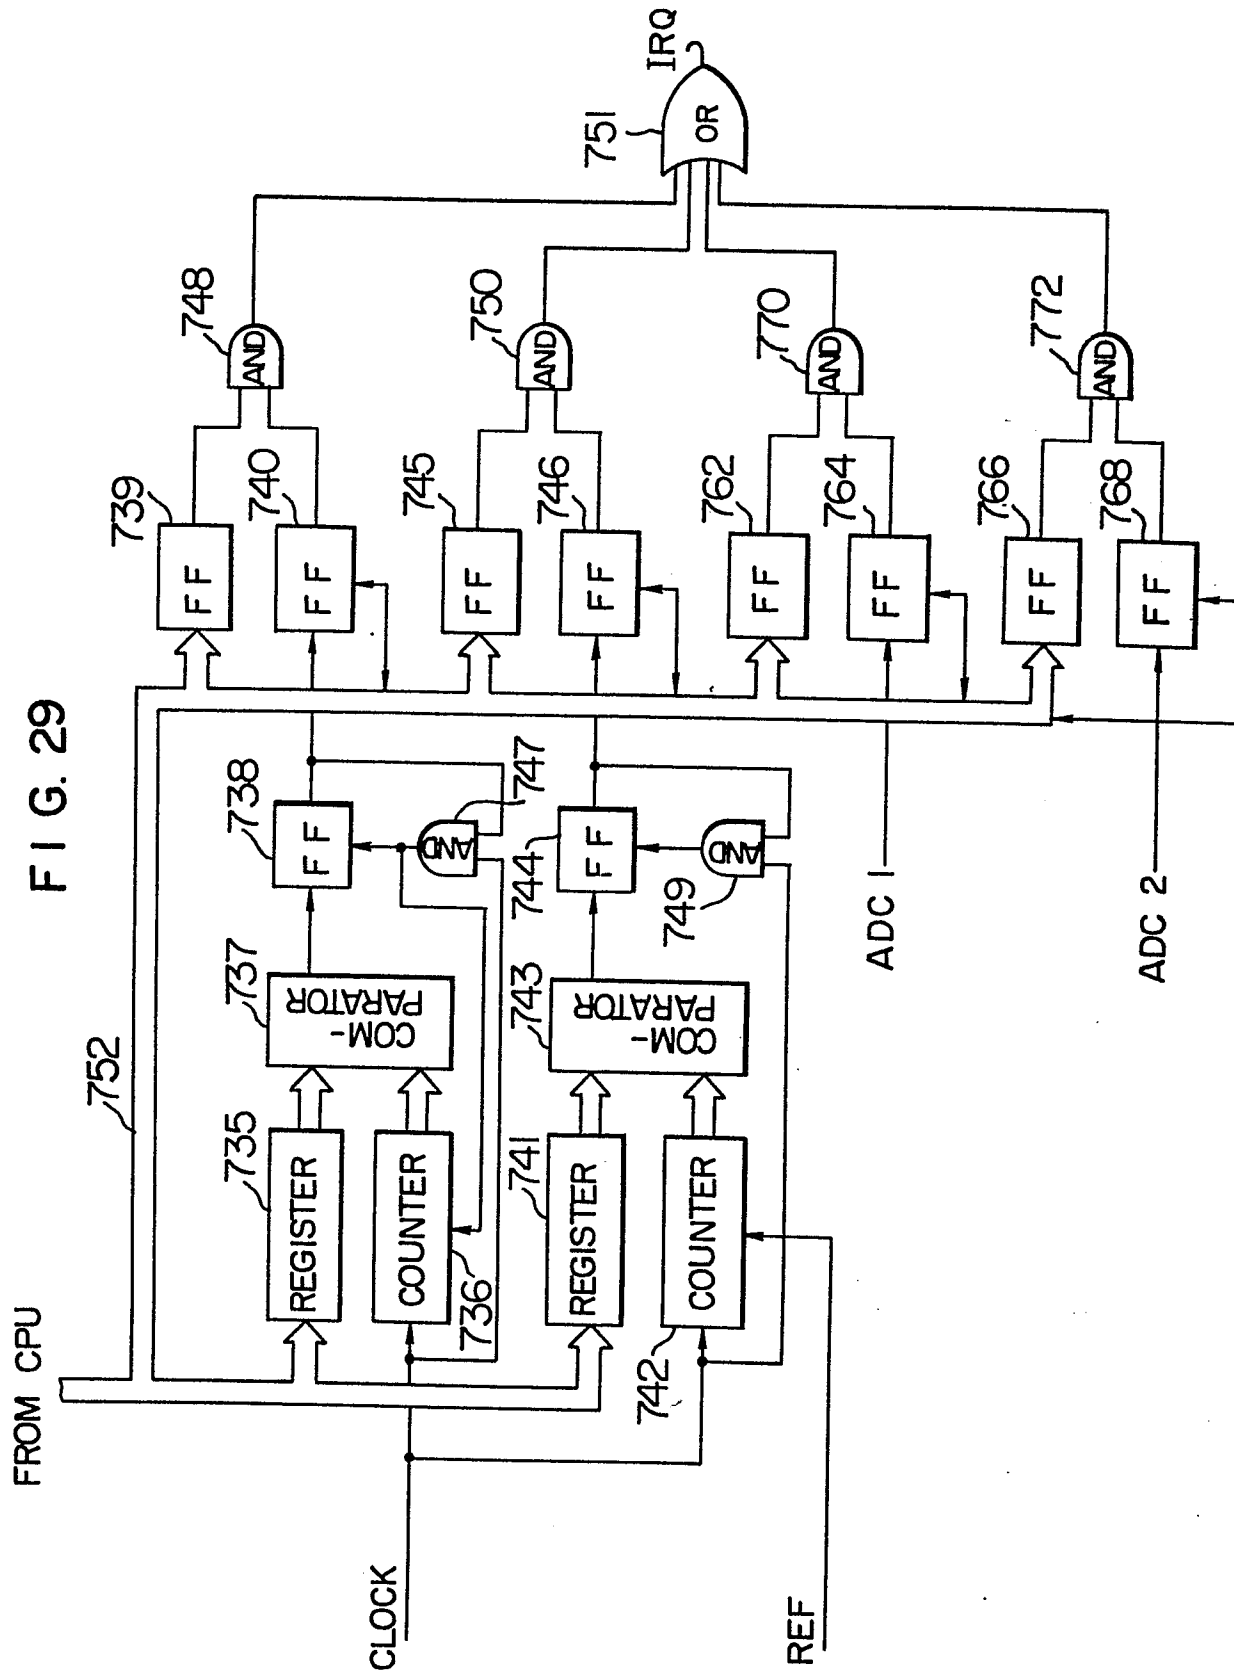 FIG. 29
FROM CPU
752
CLOCK
REF
735
REGISTER
COUNTER
736
737
COM-
PARATOR
738
FF
AND
747
741
REGISTER
742
COUNTER
743
COM-
PARATOR
744
FF
AND
749
ADC 1
ADC 2
739
FF
740
FF
748
AND
745
FF
746
FF
750
AND
762
FF
764
FF
770
AND
766
FF
768
FF
772
AND
751
OR
IRQ